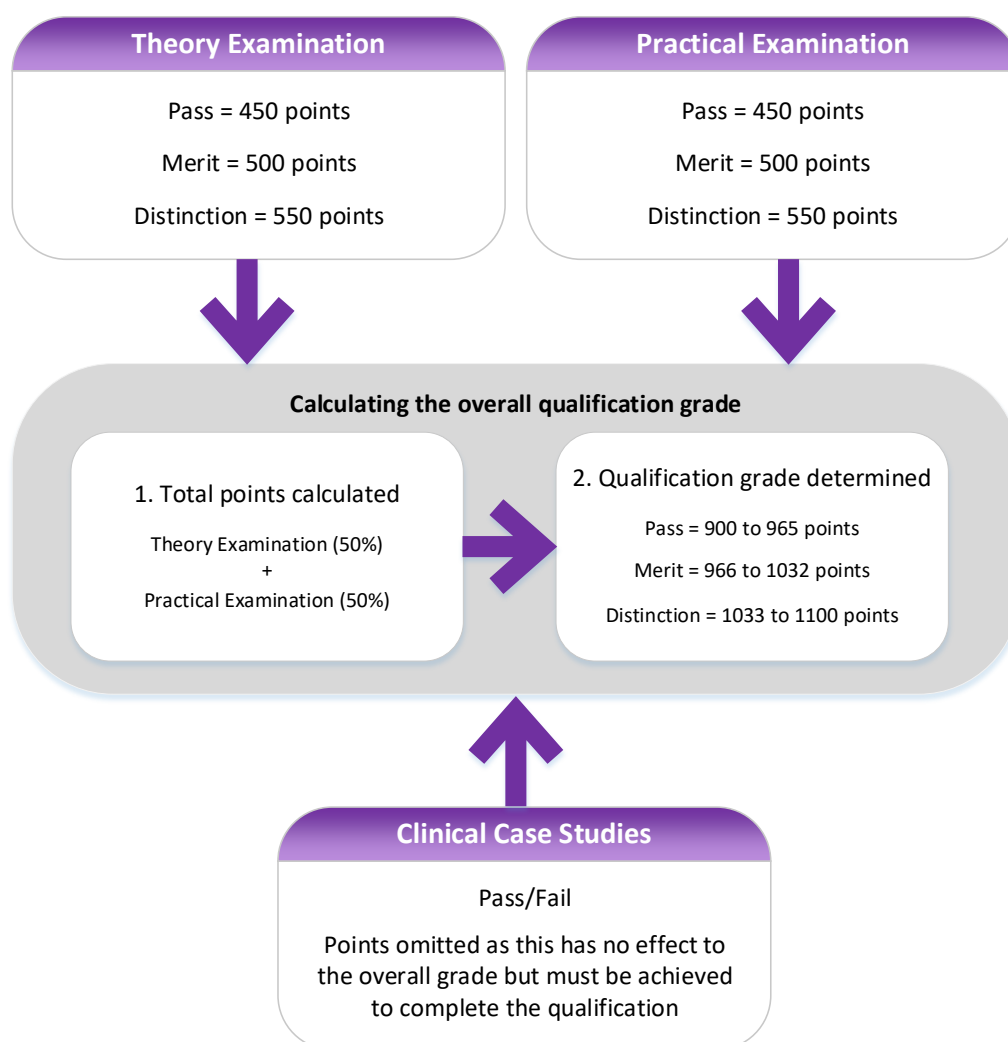 Theory Examination
Pass = 450 points
Merit = 500 points
Distinction = 550 points
Practical Examination
Pass = 450 points
Merit = 500 points
Distinction = 550 points
Calculating the overall qualification grade
1. Total points calculated
Theory Examination (50%)
+
Practical Examination (50%)
2. Qualification grade determined
Pass = 900 to 965 points
Merit = 966 to 1032 points
Distinction = 1033 to 1100 points
Clinical Case Studies
Pass/Fail
Points omitted as this has no effect to
the overall grade but must be achieved
to complete the qualification